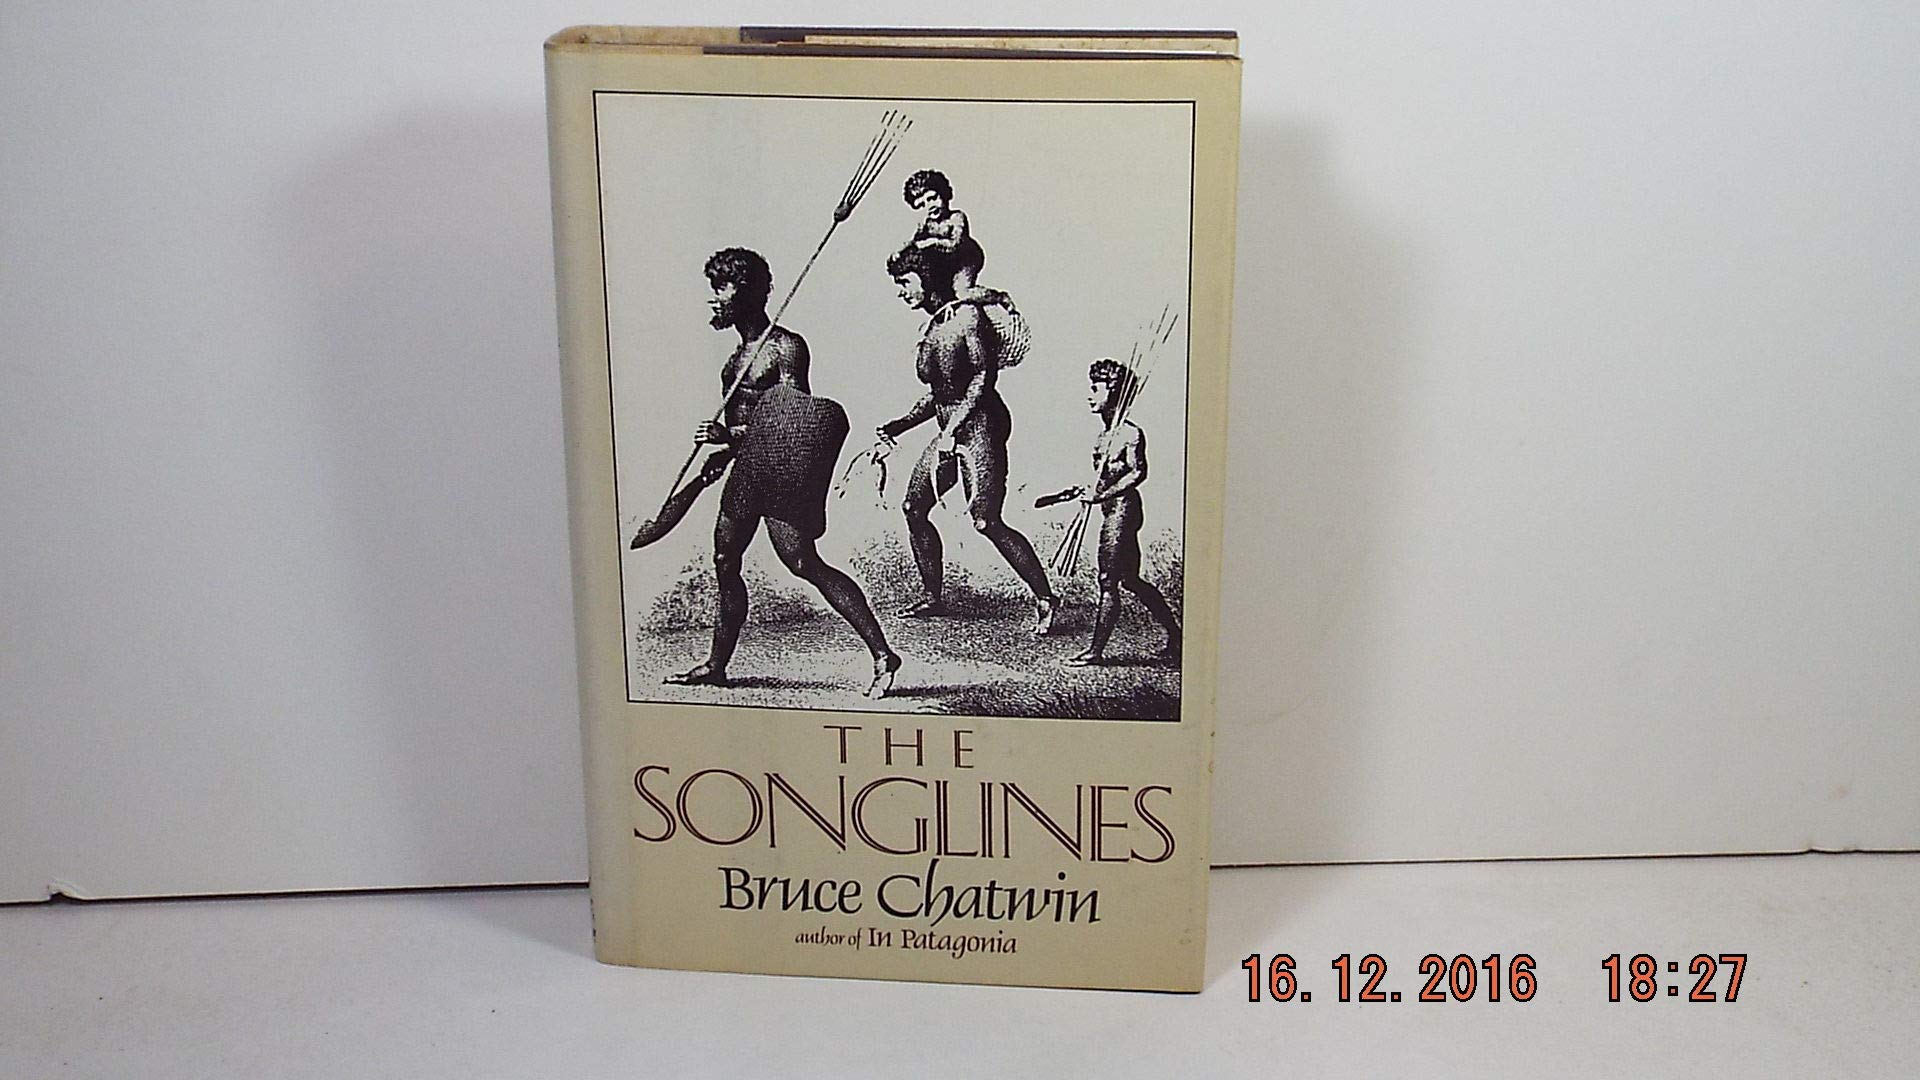 THE
SONGLINES
Bruce Chatwin
author of In Patagonia
16.12.2016 18:27